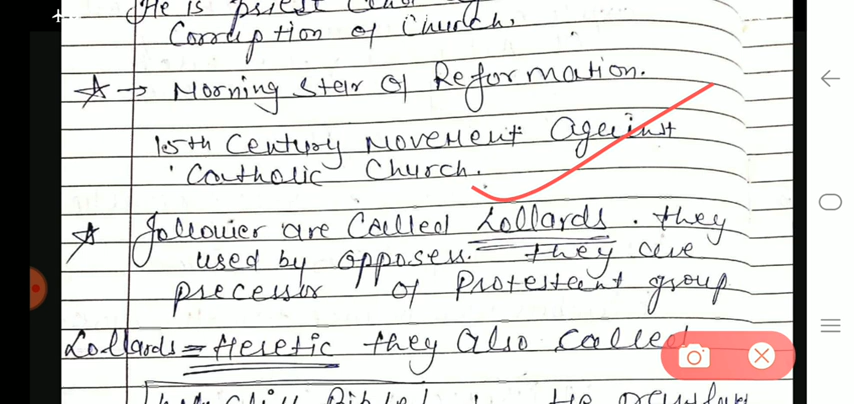 He is priest
Corruption of Church.
☆ → Morning Star of Reformation.
15th Century Movement Against
Catholic Church.
☆ follower are Called Lollards. they
used by opposess. they are
precessor of Protestant group
Lollards = Heretic they also called